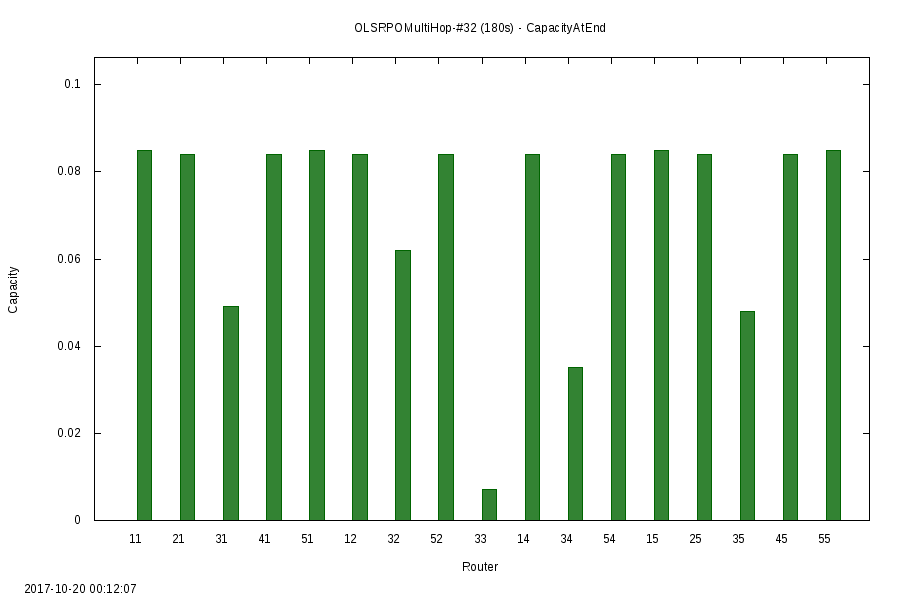 OLSRPOMultiHop-#32 (180s) - CapacityAtEnd
0.1
0.08
0.06
0.04
0.02
0
Capacity
11 21 31 41 51 12 32 52 33 14 34 54 15 25 35 45 55
Router
2017-10-20 00:12:07